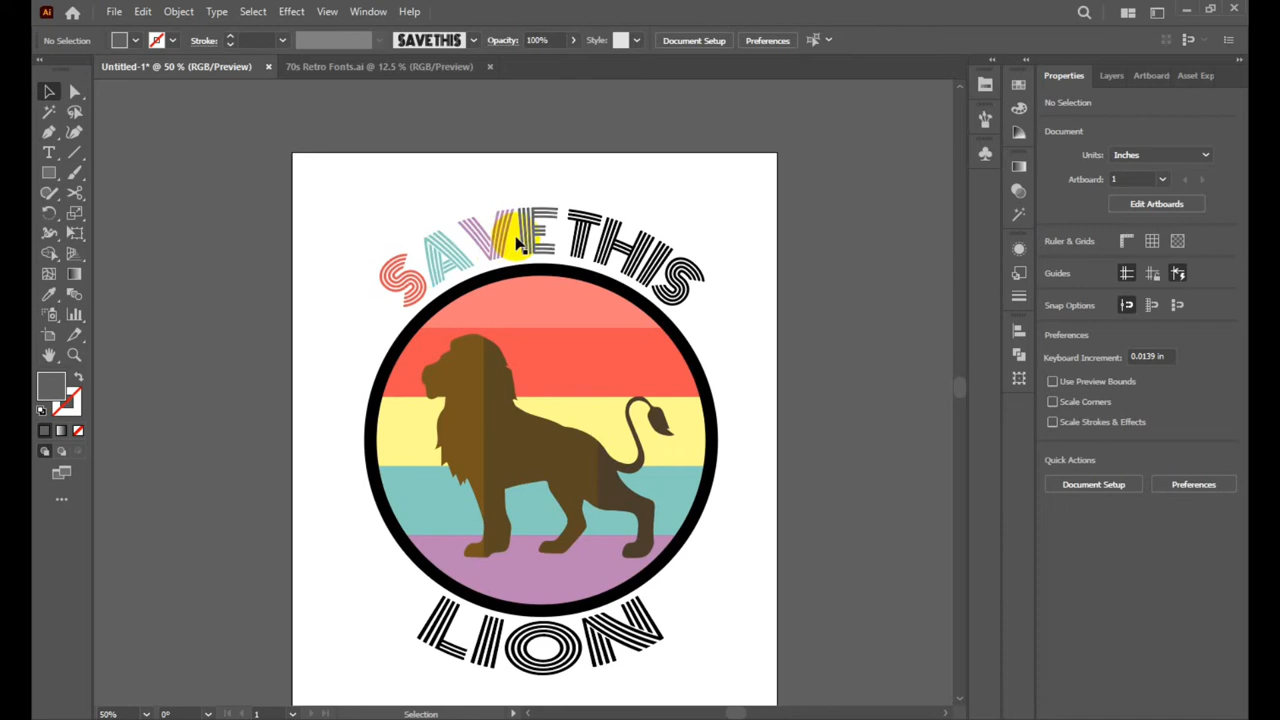 Ai File Edit Object Type Select Effect View Window Help
No Selection Stroke: SAVE THIS Opacity: 100% Style: Document Setup Preferences
Untitled-1* @ 50 % (RGB/Preview) × 70s Retro Fonts.ai @ 12.5 % (RGB/Preview) ×
Properties Layers Artboard Asset Exp
No Selection
Document
Units: Inches
Artboard: 1
Edit Artboards
Ruler & Grids
Guides
Snap Options
Preferences
Keyboard Increment: 0.0139 in
Use Preview Bounds
Scale Corners
Scale Strokes & Effects
Quick Actions
Document Setup Preferences
SAVE THIS
LION
50% 0° 1 Selection